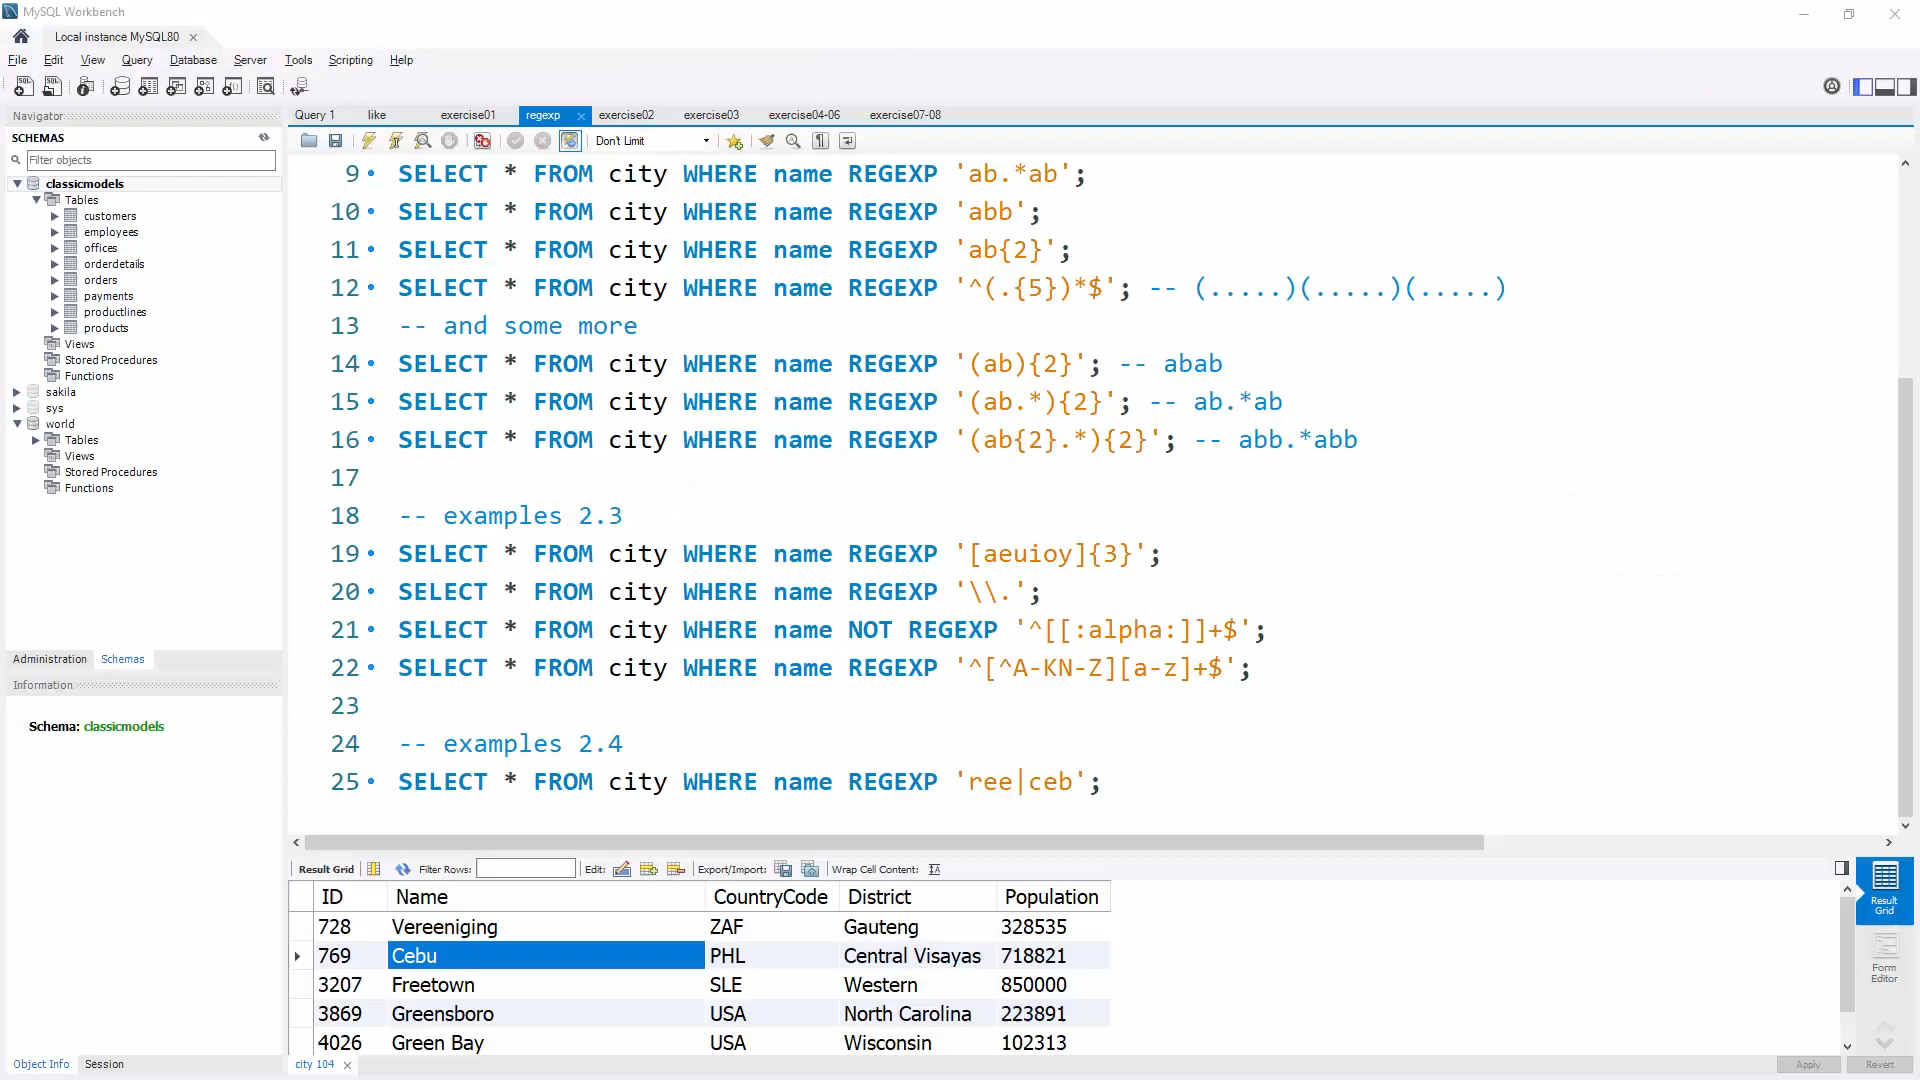 MySQL Workbench
Local instance MySQL80
File Edit View Query Database Server Tools Scripting Help
Navigator
SCHEMAS
Filter objects
classicmodels
Tables
customers
employees
offices
orderdetails
orders
payments
productlines
products
Views
Stored Procedures
Functions
sakila
sys
world
Tables
Views
Stored Procedures
Functions
Administration Schemas
Information
Schema: classicmodels
Object Info Session
Query 1 like exercise01 regexp exercise02 exercise03 exercise04-06 exercise07-08
Don't Limit
9 SELECT * FROM city WHERE name REGEXP 'ab.*ab';
10 SELECT * FROM city WHERE name REGEXP 'abb';
11 SELECT * FROM city WHERE name REGEXP 'ab{2}';
12 SELECT * FROM city WHERE name REGEXP '^(.{5})*$'; -- (.....)(.....)(.....)
13 -- and some more
14 SELECT * FROM city WHERE name REGEXP '(ab){2}'; -- abab
15 SELECT * FROM city WHERE name REGEXP '(ab.*){2}'; -- ab.*ab
16 SELECT * FROM city WHERE name REGEXP '(ab{2}.*){2}'; -- abb.*abb
17
18 -- examples 2.3
19 SELECT * FROM city WHERE name REGEXP '[aeuioy]{3}';
20 SELECT * FROM city WHERE name REGEXP '\\.';
21 SELECT * FROM city WHERE name NOT REGEXP '^[[:alpha:]]+$';
22 SELECT * FROM city WHERE name REGEXP '^[^A-KN-Z][a-z]+$';
23
24 -- examples 2.4
25 SELECT * FROM city WHERE name REGEXP 'ree|ceb';
Result Grid Filter Rows: Edit: Export/Import: Wrap Cell Content:
ID Name CountryCode District Population
728 Vereeniging ZAF Gauteng 328535
769 Cebu PHL Central Visayas 718821
3207 Freetown SLE Western 850000
3869 Greensboro USA North Carolina 223891
4026 Green Bay USA Wisconsin 102313
Result
Grid
Form
Editor
city 104
Apply Revert